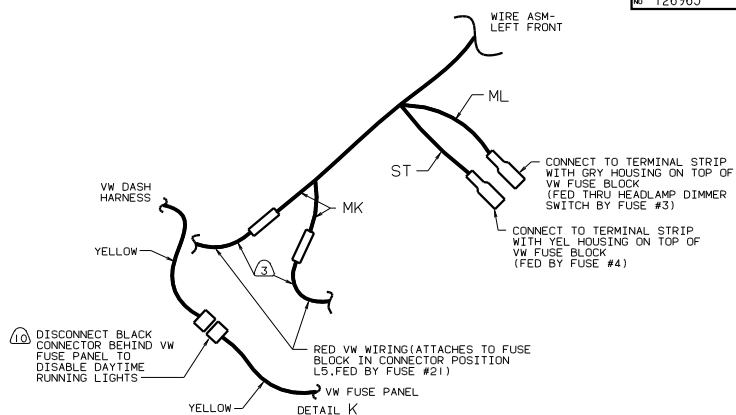 No 126965
WIRE ASM-
LEFT FRONT
ML
ST
CONNECT TO TERMINAL STRIP
WITH GRY HOUSING ON TOP OF
VW FUSE BLOCK
(FED THRU HEADLAMP DIMMER
SWITCH BY FUSE #3)
CONNECT TO TERMINAL STRIP
WITH YEL HOUSING ON TOP OF
VW FUSE BLOCK
(FED BY FUSE #4)
VW DASH
HARNESS
MK
YELLOW
3
10 DISCONNECT BLACK
CONNECTOR BEHIND VW
FUSE PANEL TO
DISABLE DAYTIME
RUNNING LIGHTS
RED VW WIRING(ATTACHES TO FUSE
BLOCK IN CONNECTOR POSITION
L5,FED BY FUSE #21)
VW FUSE PANEL
YELLOW
DETAIL K